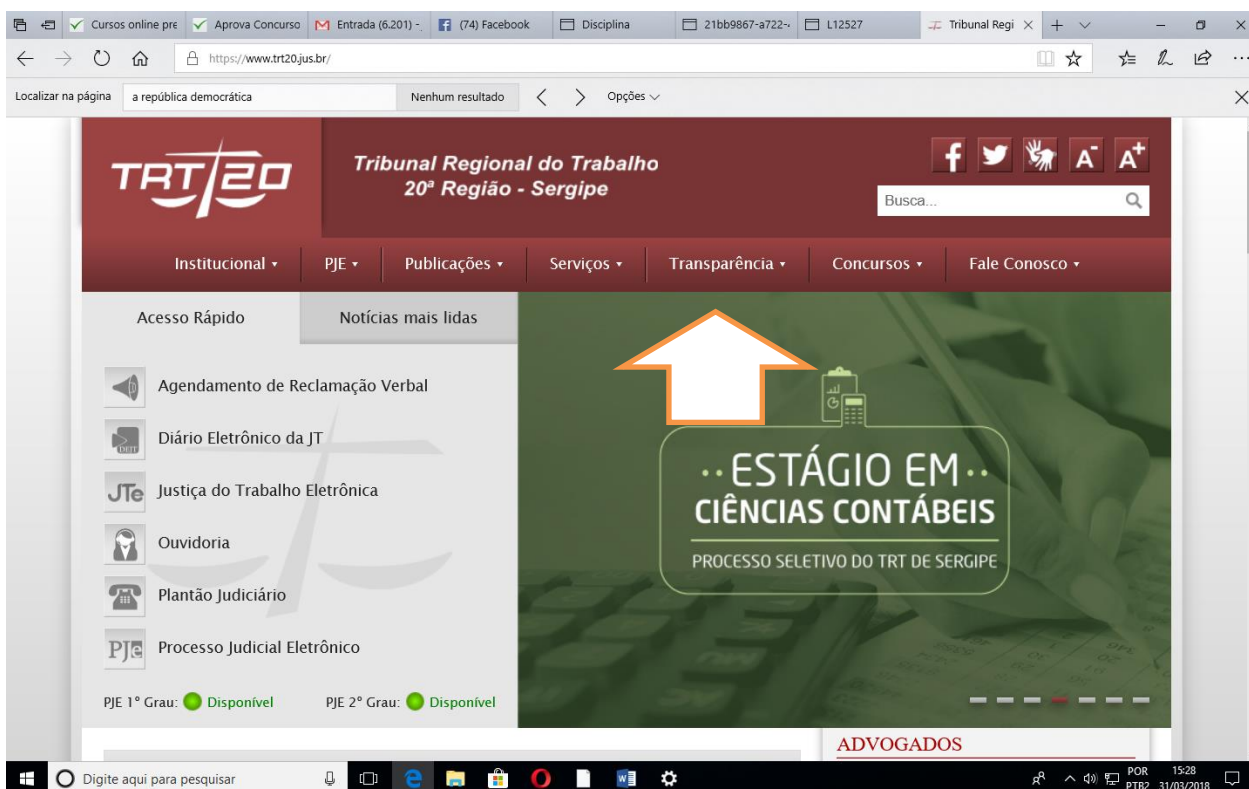 Cursos online pre Aprova Concurso Entrada (6.201) - (74) Facebook Disciplina 21bb9867-a722- L12527 Tribunal Regi
https://www.trt20.jus.br/
Localizar na página a república democrática Nenhum resultado Opções
TRT/20
Tribunal Regional do Trabalho
20ª Região - Sergipe
A- A+
Busca...
Institucional PJE Publicações Serviços Transparência Concursos Fale Conosco
Acesso Rápido Notícias mais lidas
Agendamento de Reclamação Verbal
DEJT Diário Eletrônico da JT
JTe Justiça do Trabalho Eletrônica
Ouvidoria
Plantão Judiciário
PJe Processo Judicial Eletrônico
PJE 1º Grau: Disponível PJE 2º Grau: Disponível
ESTÁGIO EM
CIÊNCIAS CONTÁBEIS
PROCESSO SELETIVO DO TRT DE SERGIPE
ADVOGADOS
Digite aqui para pesquisar
POR 15:28
PTB2 31/03/2018